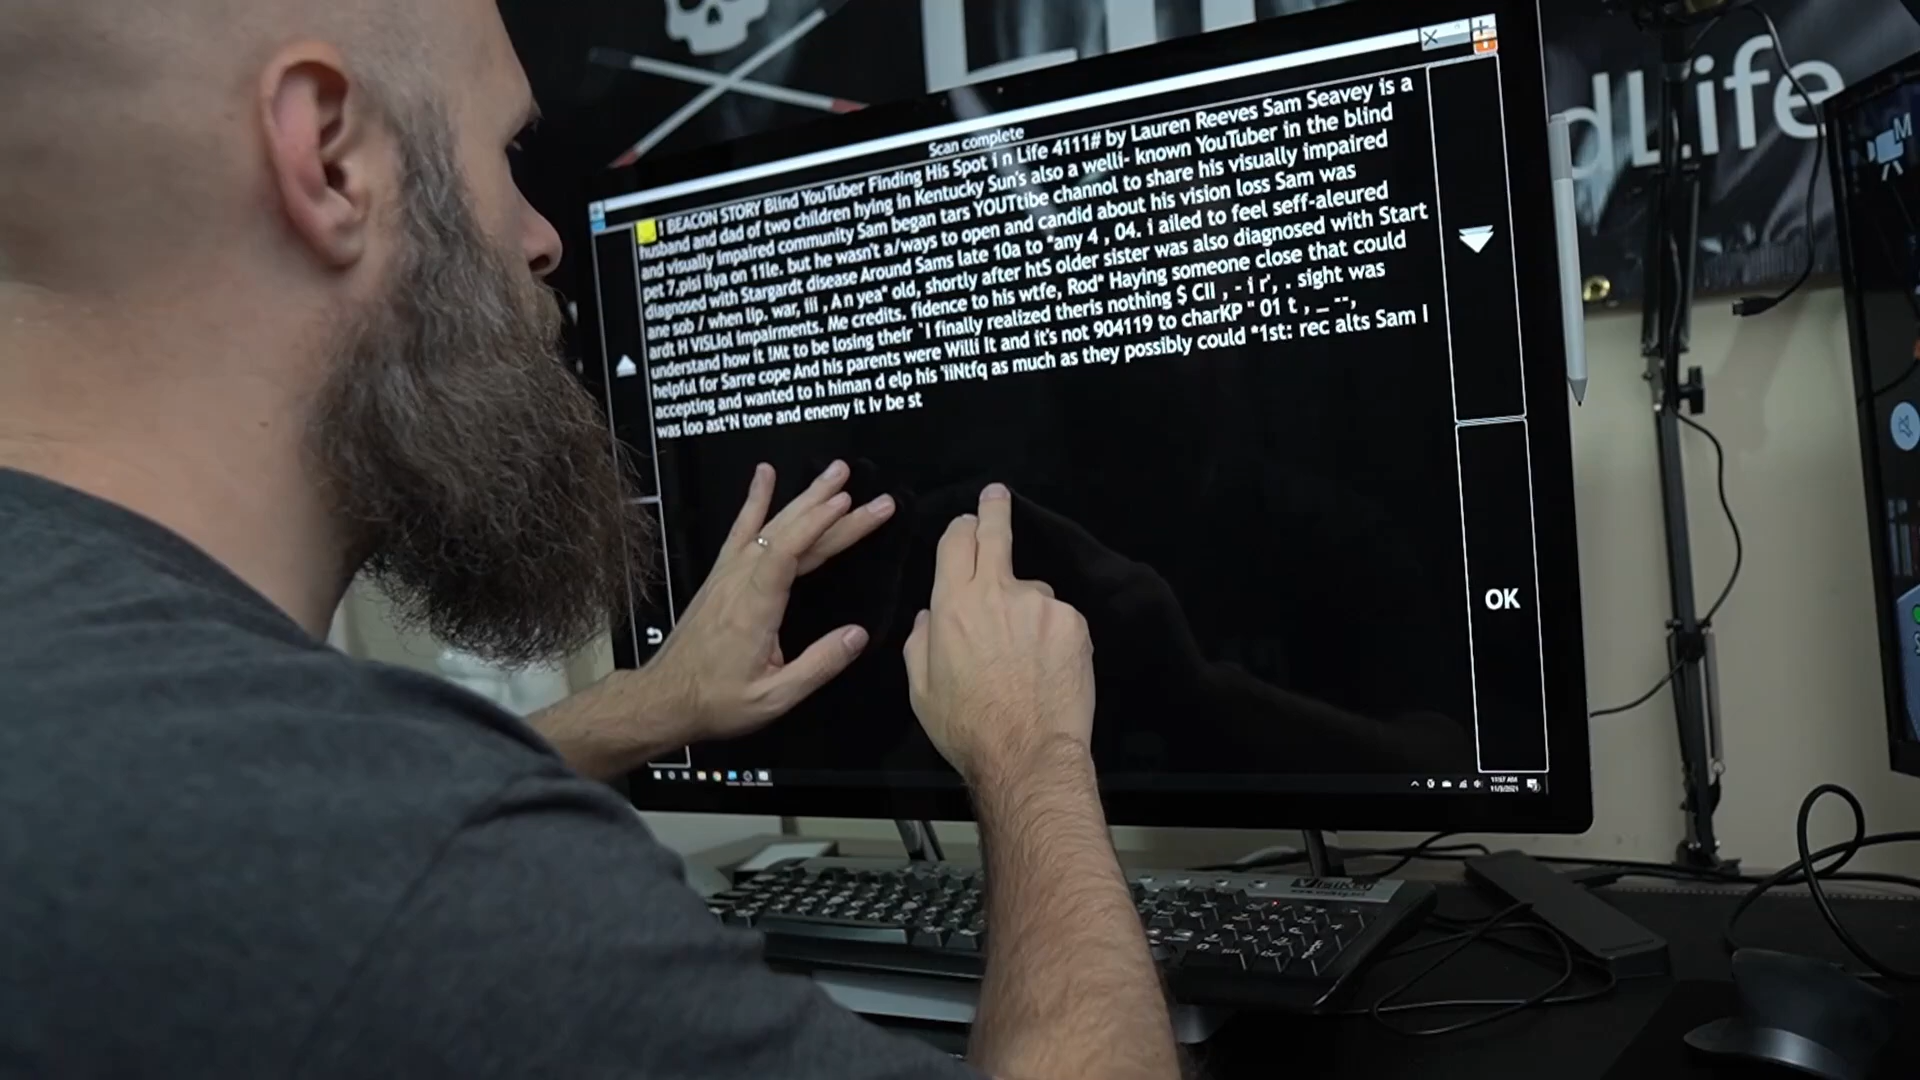 dLife
Scan complete
! BEACON STORY Blind YouTuber Finding His Spot i n Life 4111# by Lauren Reeves Sam Seavey is a
husband and dad of two children hying in Kentucky Sun's also a welli- known YouTuber in the blind
and visually impaired community Sam began tars YOUTtibe channol to share his visually impaired
pet 7,pisl llya on 11le. but he wasn't a/ways to open and candid about his vision loss Sam was
diagnosed with Stargardt disease Around Sams late 10a to "any 4 , 04. i ailed to feel seff-aleured
ane sob / when lip. war, iii , A n yea" old, shortly after htS older sister was also diagnosed with Start
ardt H VISLIol impairments. Me credits. fidence to his wtfe, Rod" Haying someone close that could
understand how it !Mt to be losing their `I finally realized theris nothing $ CII , - i r', . sight was
helpful for Sarre cope And his parents were Willi It and it's not 904119 to charKP " 01 t , _ --,
accepting and wanted to h himan d elp his 'iiNtfq as much as they possibly could *1st: rec alts Sam I
was loo ast"N tone and enemy it Iv be st
OK
11:57 AM
M